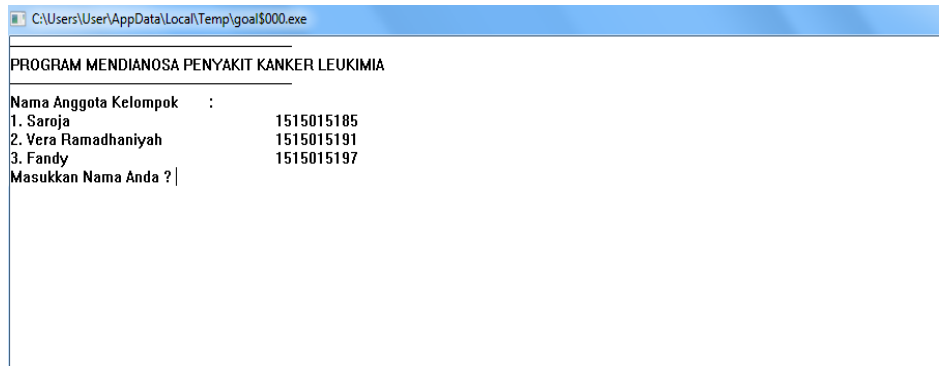 C:\Users\User\AppData\Local\Temp\goal$000.exe
PROGRAM MENDIANOSA PENYAKIT KANKER LEUKIMIA
Nama Anggota Kelompok :
1. Saroja 1515015185
2. Vera Ramadhaniyah 1515015191
3. Fandy 1515015197
Masukkan Nama Anda ?